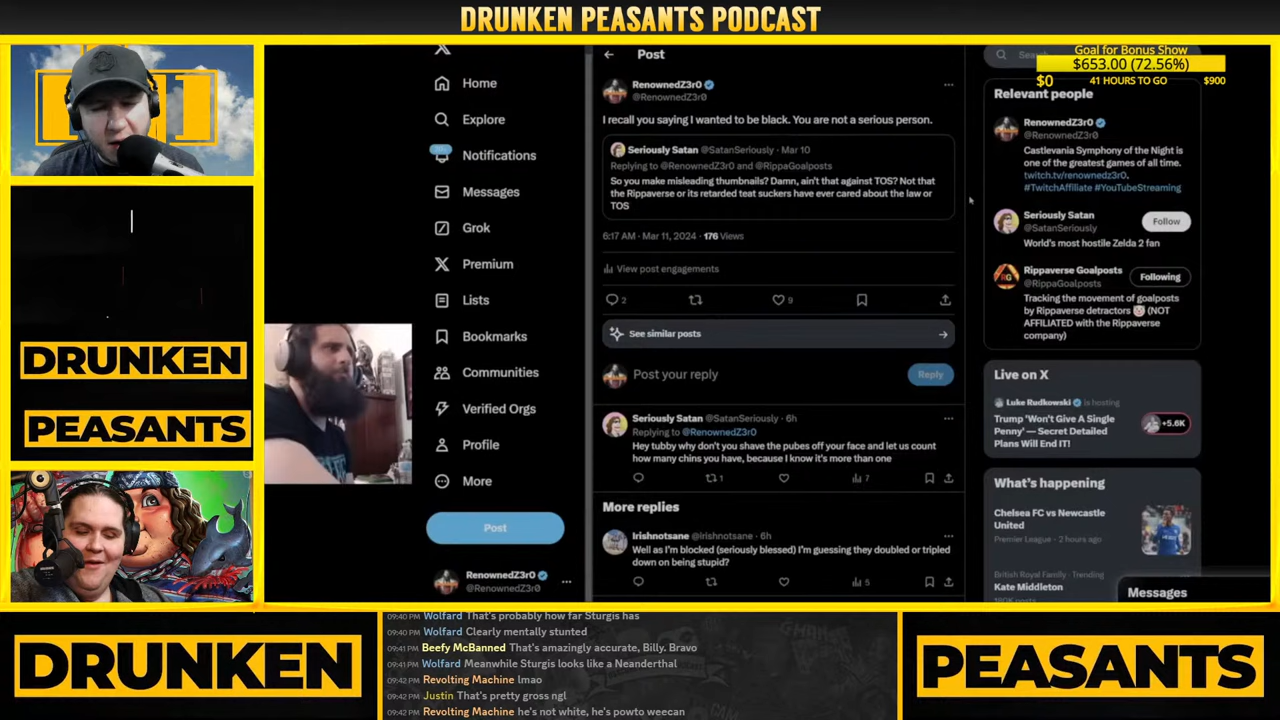 DRUNKEN PEASANTS PODCAST
DRUNKEN
PEASANTS
Home
Explore
Notifications
Messages
Grok
Premium
Lists
Bookmarks
Communities
Verified Orgs
Profile
More
Post
RenownedZ3r0
@RenownedZ3r0
Post
RenownedZ3r0
@RenownedZ3r0
I recall you saying I wanted to be black. You are not a serious person.
Seriously Satan @SatanSeriously · Mar 10
Replying to @RenownedZ3r0 and @RippaGoalposts
So you make misleading thumbnails? Damn, ain't that against TOS? Not that
the Rippaverse or its retarded teat suckers have ever cared about the law or
TOS
6:17 AM · Mar 11, 2024 · 176 Views
View post engagements
2
9
See similar posts
Post your reply
Reply
Seriously Satan @SatanSeriously · 6h
Replying to @RenownedZ3r0
Hey tubby why don't you shave the pubes off your face and let us count
how many chins you have, because I know it's more than one
1
7
More replies
Irishnotsane @irishnotsane · 6h
Well as I'm blocked (seriously blessed) I'm guessing they doubled or tripled
down on being stupid?
5
Goal for Bonus Show
$653.00 (72.56%)
$0
41 HOURS TO GO
$900
Relevant people
RenownedZ3r0
@RenownedZ3r0
Castlevania Symphony of the Night is
one of the greatest games of all time.
twitch.tv/renownedz3r0.
#TwitchAffiliate #YouTubeStreaming
Seriously Satan
@SatanSeriously
Follow
World's most hostile Zelda 2 fan
Rippaverse Goalposts
@RippaGoalposts
Following
Tracking the movement of goalposts
by Rippaverse detractors (NOT
AFFILIATED with the Rippaverse
company)
Live on X
Luke Rudkowski is hosting
Trump 'Won't Give A Single
Penny' — Secret Detailed
Plans Will END IT!
+5.6K
What's happening
Chelsea FC vs Newcastle
United
Premier League · 2 hours ago
British Royal Family · Trending
Kate Middleton
Messages
DRUNKEN
09:40 PM Wolfard That's probably how far Sturgis has
09:40 PM Wolfard Clearly mentally stunted
09:41 PM Beefy McBanned That's amazingly accurate, Billy. Bravo
09:41 PM Wolfard Meanwhile Sturgis looks like a Neanderthal
09:42 PM Revolting Machine lmao
09:42 PM Justin That's pretty gross ngl
09:42 PM Revolting Machine he's not white, he's powto weecan
PEASANTS